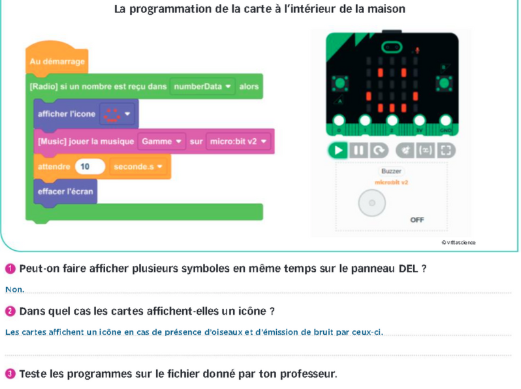 La programmation de la carte à l'intérieur de la maison
Au démarrage
[Radio] si un nombre est reçu dans numberData alors
afficher l'icone
[Music] jouer la musique Gamme sur micro:bit v2
attendre 10 seconde.s
effacer l'écran
Buzzer
micro:bit v2
OFF
© vittascience
1 Peut-on faire afficher plusieurs symboles en même temps sur le panneau DEL ?
Non.
2 Dans quel cas les cartes affichent-elles un icône ?
Les cartes affichent un icône en cas de présence d'oiseaux et d'émission de bruit par ceux-ci.
3 Teste les programmes sur le fichier donné par ton professeur.